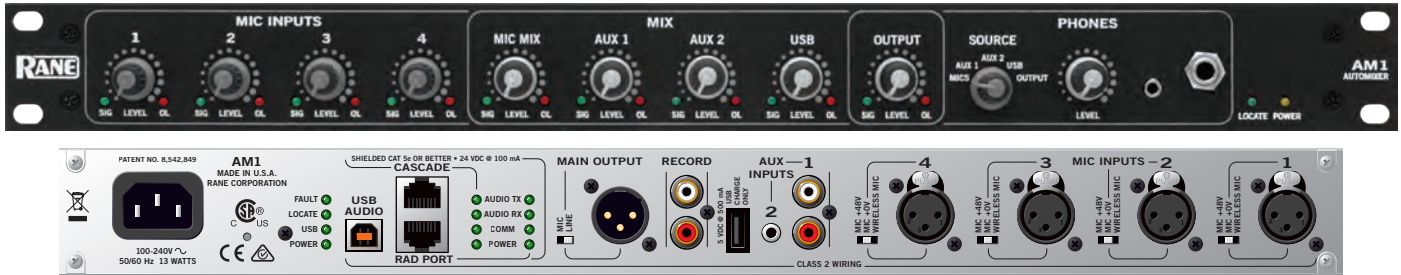 MIC INPUTS
MIX
PHONES
1 2 3 4
MIC MIX AUX 1 AUX 2 USB OUTPUT
SOURCE
AUX 1 AUX 2 USB
MICS OUTPUT
RANE
AM1
AUTOMIXER
SIG LEVEL OL SIG LEVEL OL SIG LEVEL OL SIG LEVEL OL SIG LEVEL OL SIG LEVEL OL SIG LEVEL OL SIG LEVEL OL SIG LEVEL OL LEVEL
LOCATE POWER
PATENT NO. 8,542,849
100-240V
50/60 Hz 13 WATTS
AM1
MADE IN U.S.A.
RANE CORPORATION
C US
CE
FAULT
LOCATE
USB
POWER
SHIELDED CAT 5e OR BETTER • 24 VDC @ 100 mA
CASCADE
USB
AUDIO
RAD PORT
AUDIO TX
AUDIO RX
COMM
POWER
MAIN OUTPUT
MIC
LINE
RECORD
5 VDC @ 500 mA
USB
CHARGE
ONLY
AUX 1
INPUTS
2
MIC INPUTS
4 3 2 1
MIC +48V
MIC +0V
WIRELESS MIC
PUSH
MIC +48V
MIC +0V
WIRELESS MIC
PUSH
MIC +48V
MIC +0V
WIRELESS MIC
PUSH
MIC +48V
MIC +0V
WIRELESS MIC
PUSH
CLASS 2 WIRING